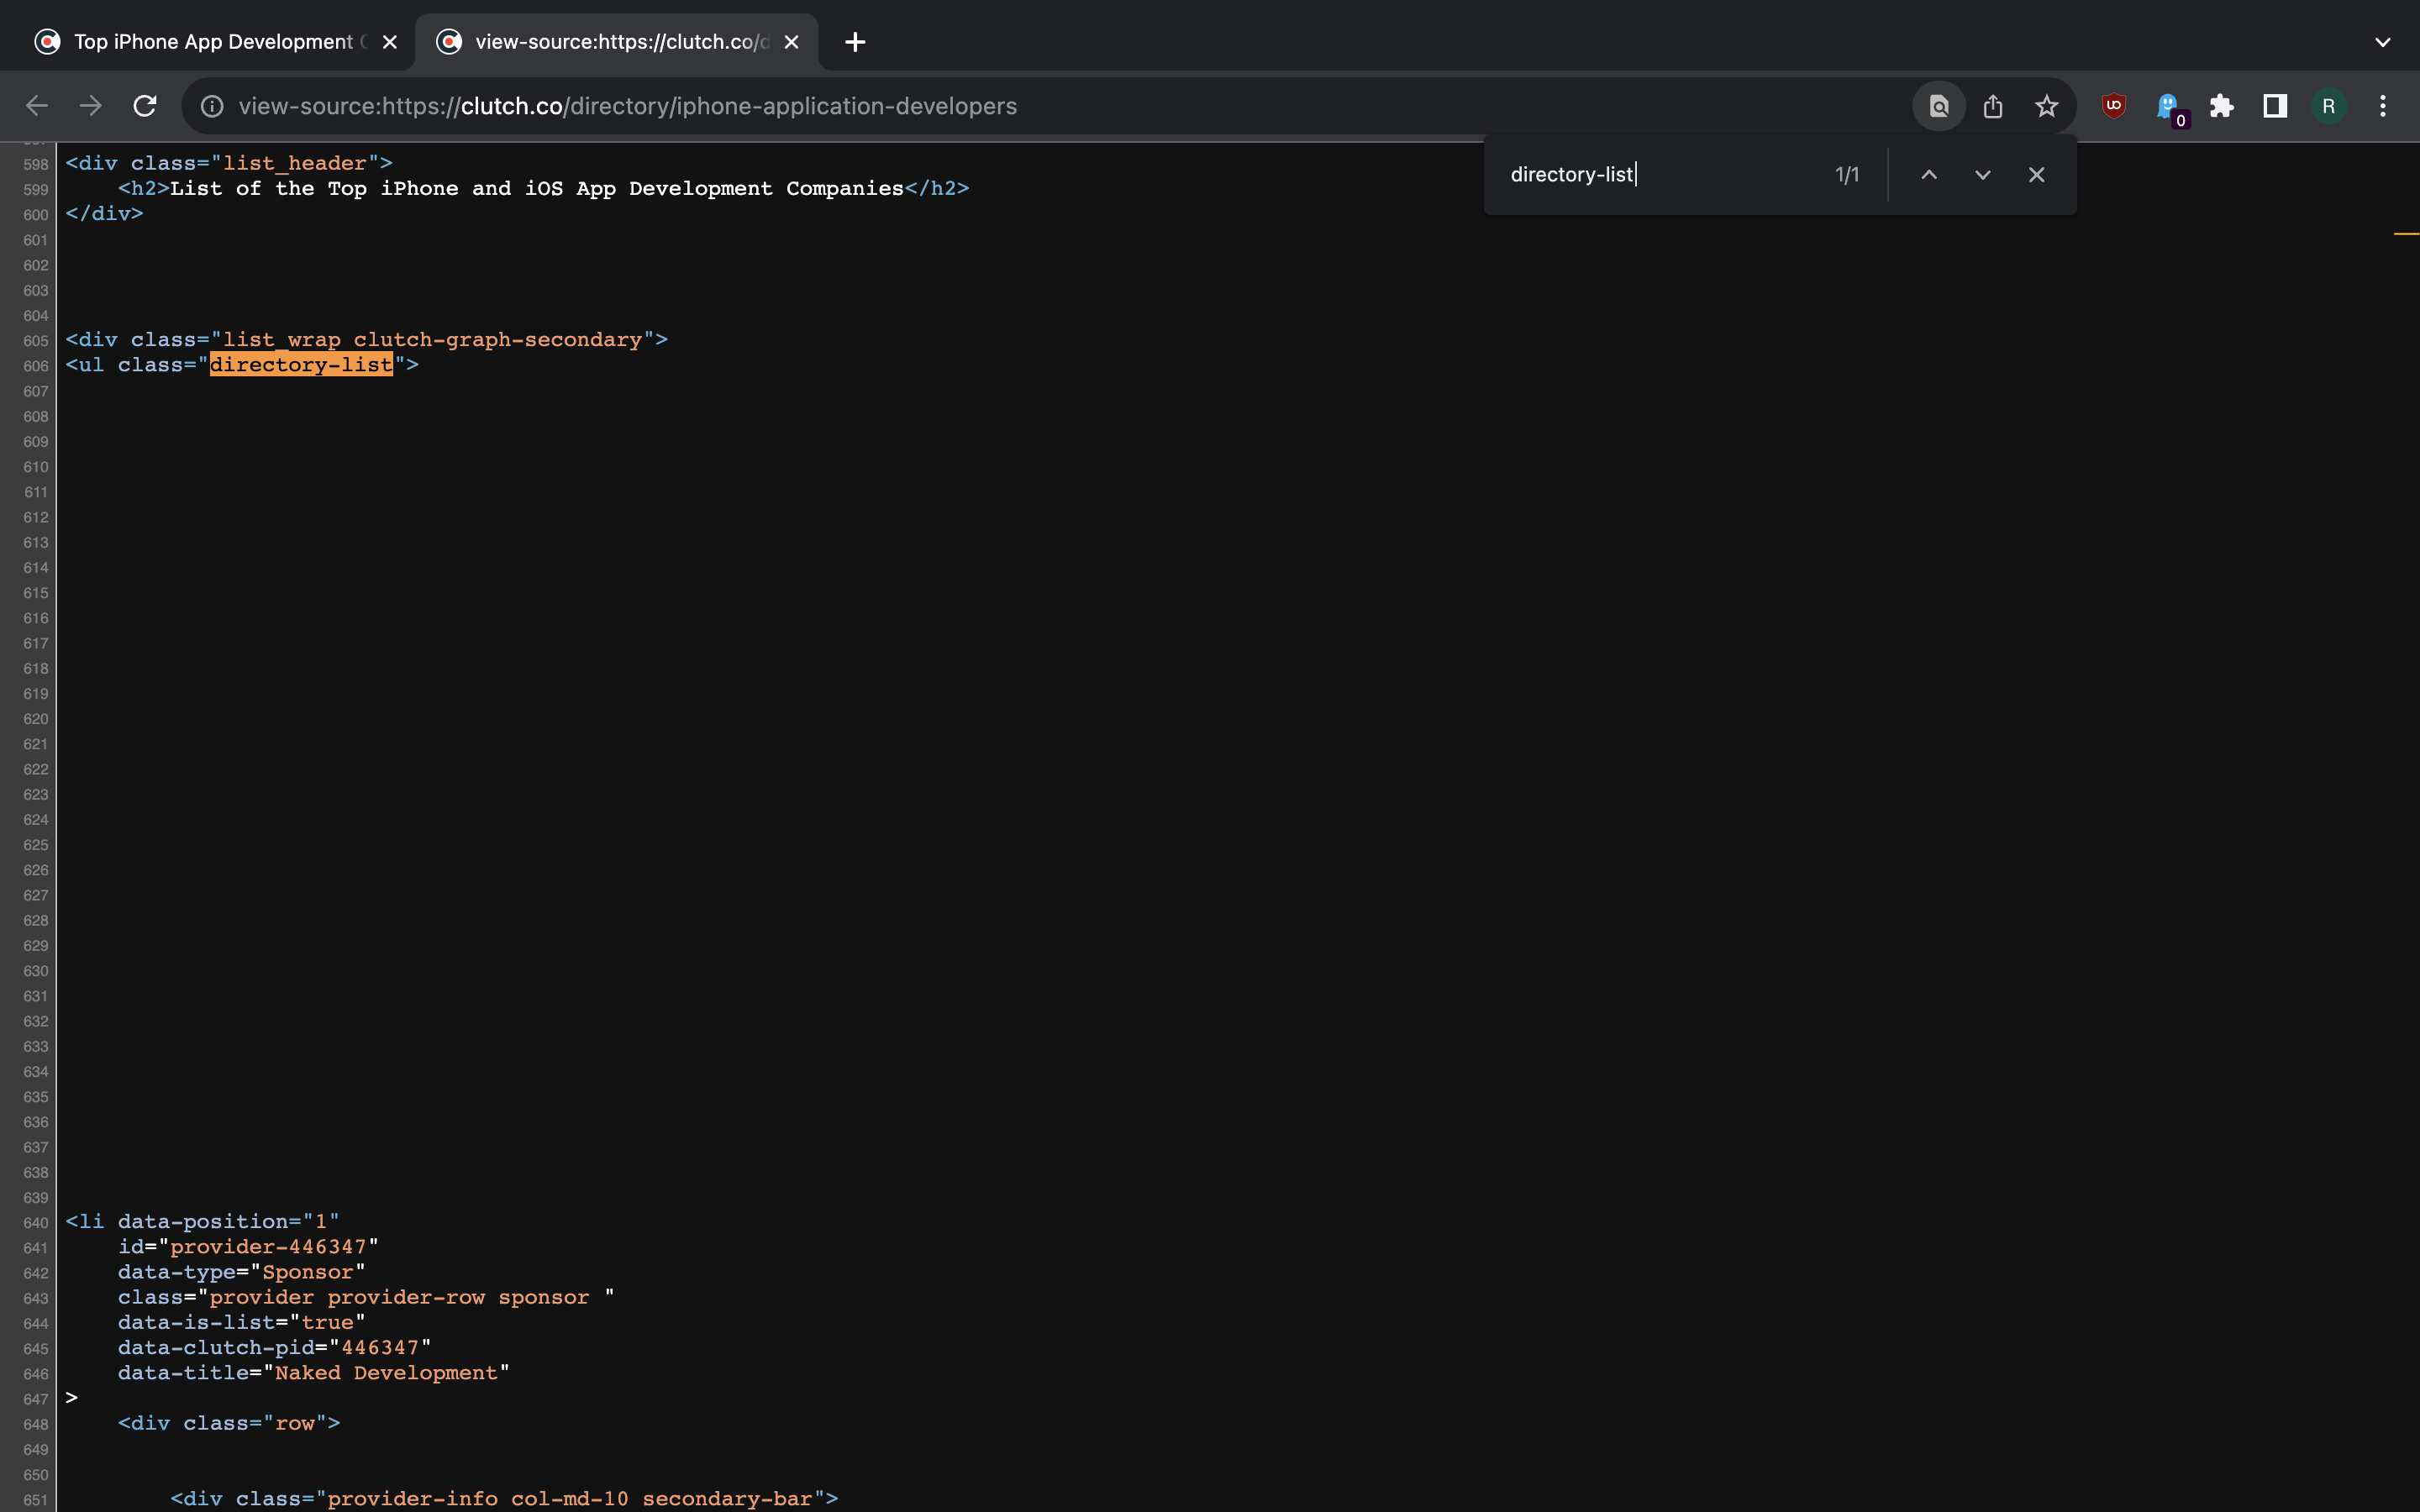 Top iPhone App Development
view-source:https://clutch.co/d
view-source:https://clutch.co/directory/iphone-application-developers
0
R
directory-list
1/1
598 <div class="list_header">
599 <h2>List of the Top iPhone and iOS App Development Companies</h2>
600 </div>
601
602
603
604
605 <div class="list_wrap clutch-graph-secondary">
606 <ul class="directory-list">
607
608
609
610
611
612
613
614
615
616
617
618
619
620
621
622
623
624
625
626
627
628
629
630
631
632
633
634
635
636
637
638
639
640 <li data-position="1"
641 id="provider-446347"
642 data-type="Sponsor"
643 class="provider provider-row sponsor "
644 data-is-list="true"
645 data-clutch-pid="446347"
646 data-title="Naked Development"
647 >
648 <div class="row">
649
650
651 <div class="provider-info col-md-10 secondary-bar">